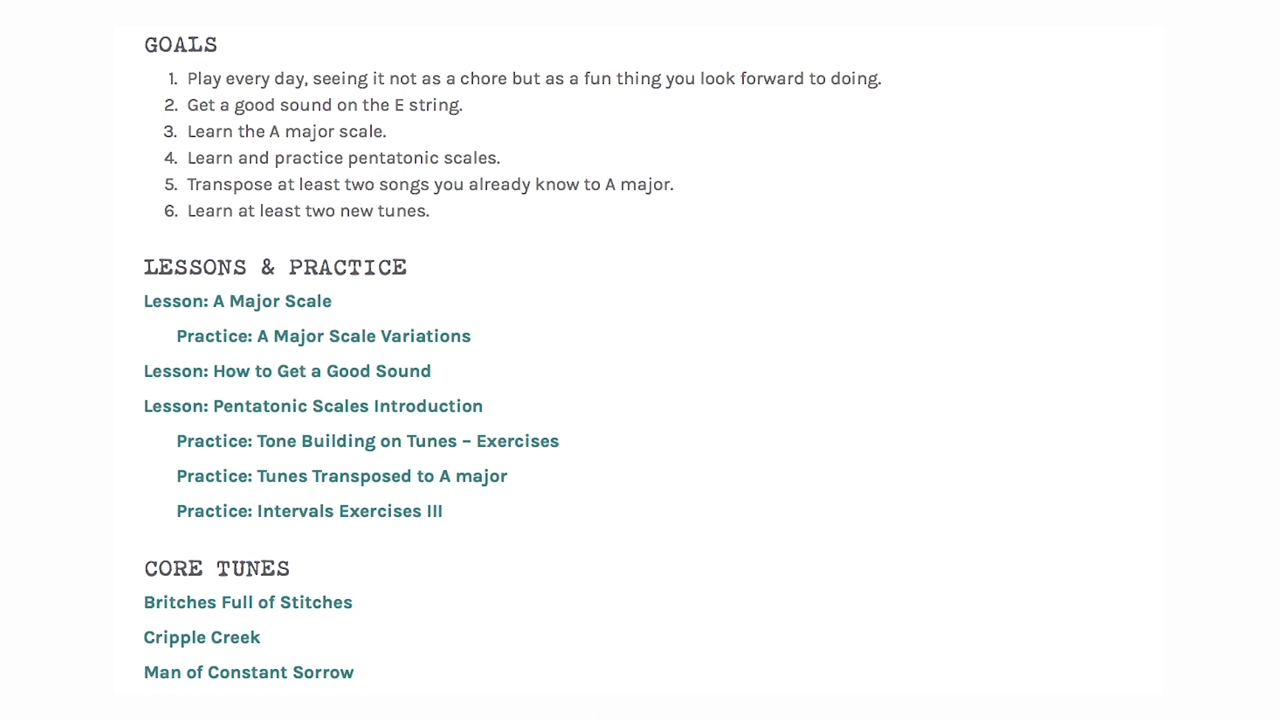 GOALS
1. Play every day, seeing it not as a chore but as a fun thing you look forward to doing.
2. Get a good sound on the E string.
3. Learn the A major scale.
4. Learn and practice pentatonic scales.
5. Transpose at least two songs you already know to A major.
6. Learn at least two new tunes.
LESSONS & PRACTICE
Lesson: A Major Scale
Practice: A Major Scale Variations
Lesson: How to Get a Good Sound
Lesson: Pentatonic Scales Introduction
Practice: Tone Building on Tunes – Exercises
Practice: Tunes Transposed to A major
Practice: Intervals Exercises III
CORE TUNES
Britches Full of Stitches
Cripple Creek
Man of Constant Sorrow